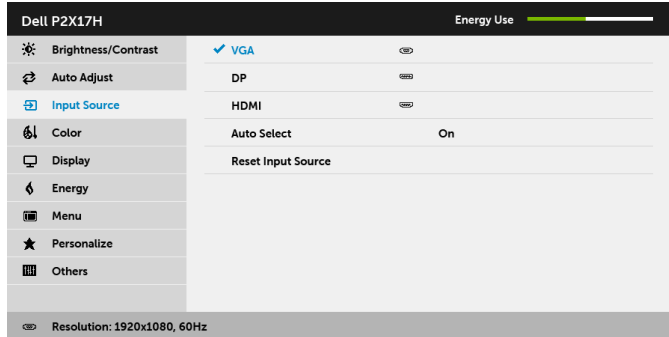 Dell P2X17H Energy Use
Brightness/Contrast VGA
Auto Adjust DP
Input Source HDMI
Color Auto Select On
Display Reset Input Source
Energy
Menu
Personalize
Others
Resolution: 1920x1080, 60Hz